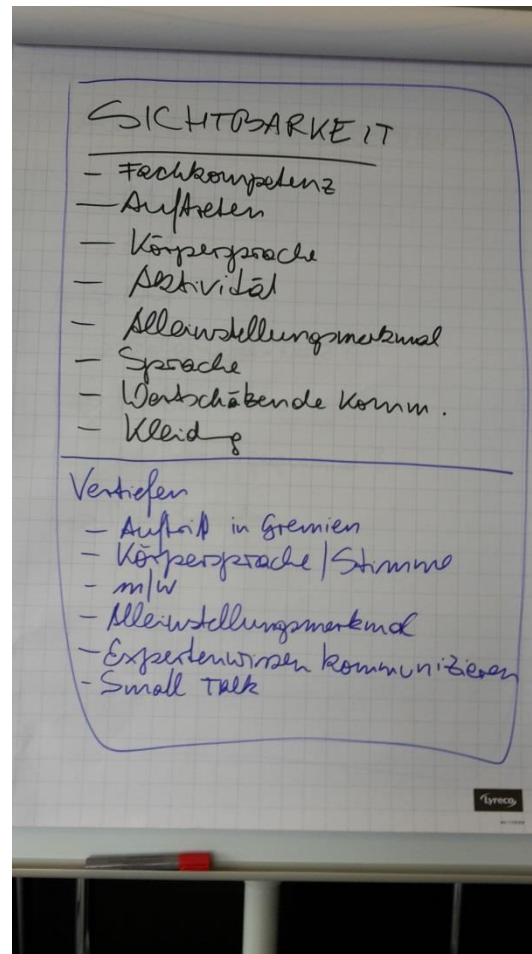 SICHTBARKEIT
- Fachkompetenz
- Auftreten
- Körpersprache
- Aktivität
- Alleinstellungsmerkmal
- Sprache
- Wertschätzende Komm.
- Kleidung
Vertiefen
- Auftritt in Gremien
- Körpersprache / Stimme
- m/w
- Alleinstellungsmerkmal
- Expertenwissen kommunizieren
- Small Talk
Lyreco